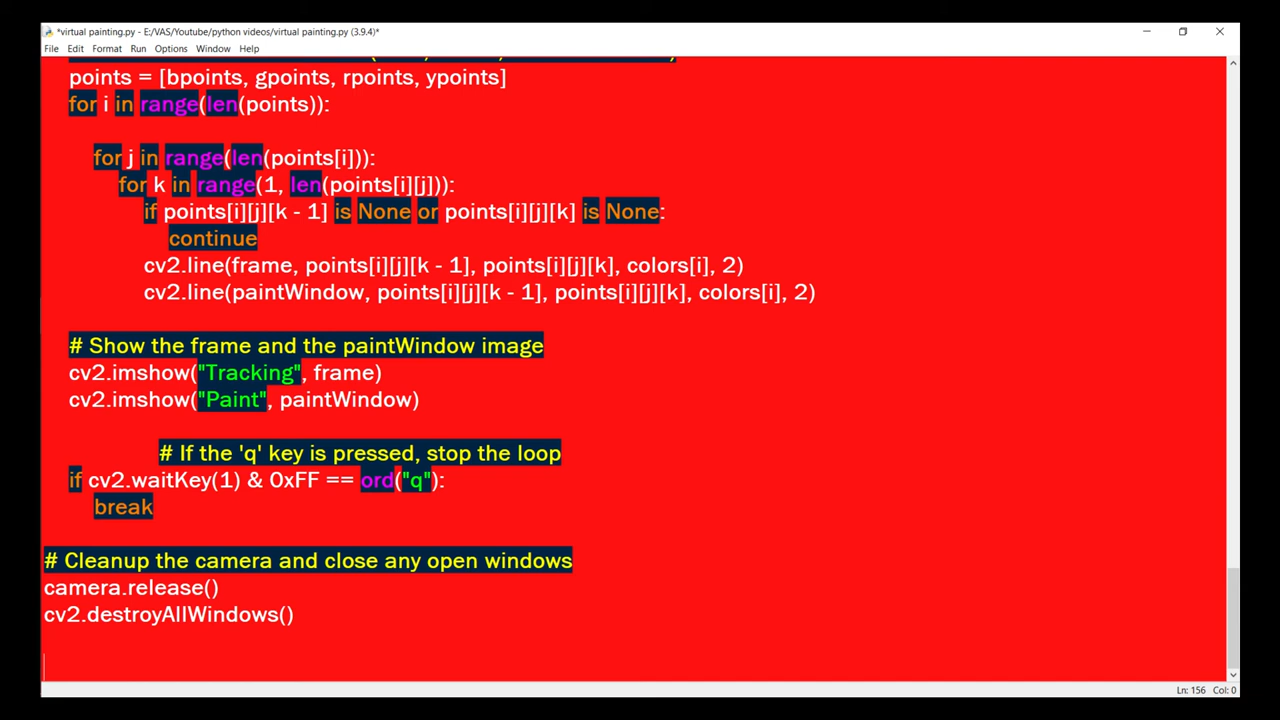 *virtual painting.py - E:/VAS/Youtube/python videos/virtual painting.py (3.9.4)*
File Edit Format Run Options Window Help
points = [bpoints, gpoints, rpoints, ypoints]
for i in range(len(points)):
for j in range(len(points[i])):
for k in range(1, len(points[i][j])):
if points[i][j][k - 1] is None or points[i][j][k] is None:
continue
cv2.line(frame, points[i][j][k - 1], points[i][j][k], colors[i], 2)
cv2.line(paintWindow, points[i][j][k - 1], points[i][j][k], colors[i], 2)
# Show the frame and the paintWindow image
cv2.imshow("Tracking", frame)
cv2.imshow("Paint", paintWindow)
# If the 'q' key is pressed, stop the loop
if cv2.waitKey(1) & 0xFF == ord("q"):
break
# Cleanup the camera and close any open windows
camera.release()
cv2.destroyAllWindows()
Ln: 156 Col: 0